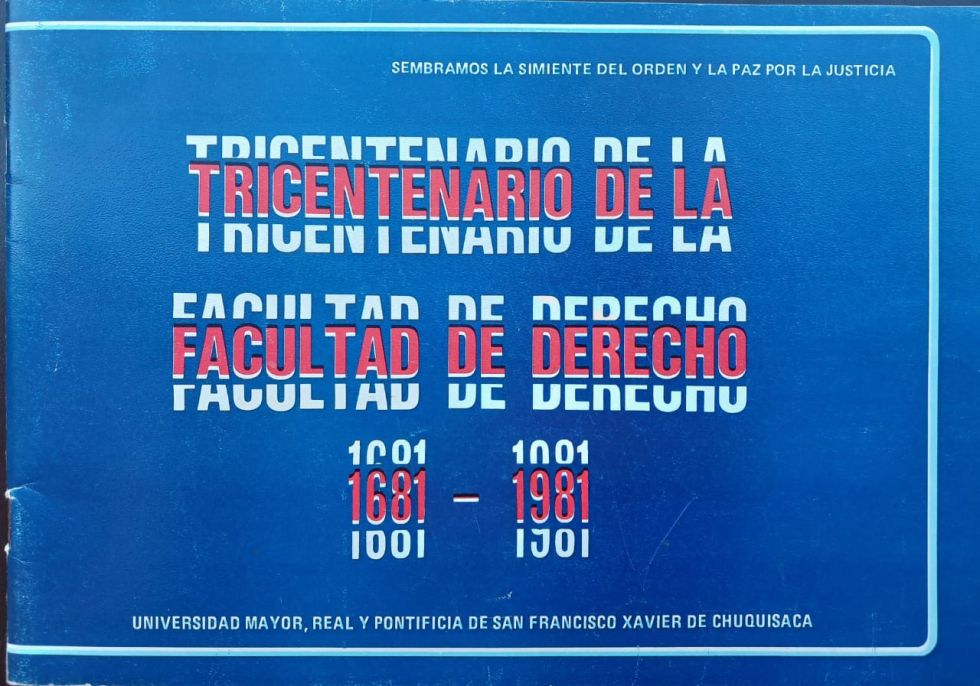 SEMBRAMOS LA SIMIENTE DEL ORDEN Y LA PAZ POR LA JUSTICIA
TRICENTENARIO DE LA
FACULTAD DE DERECHO
1681 – 1981
UNIVERSIDAD MAYOR, REAL Y PONTIFICIA DE SAN FRANCISCO XAVIER DE CHUQUISACA